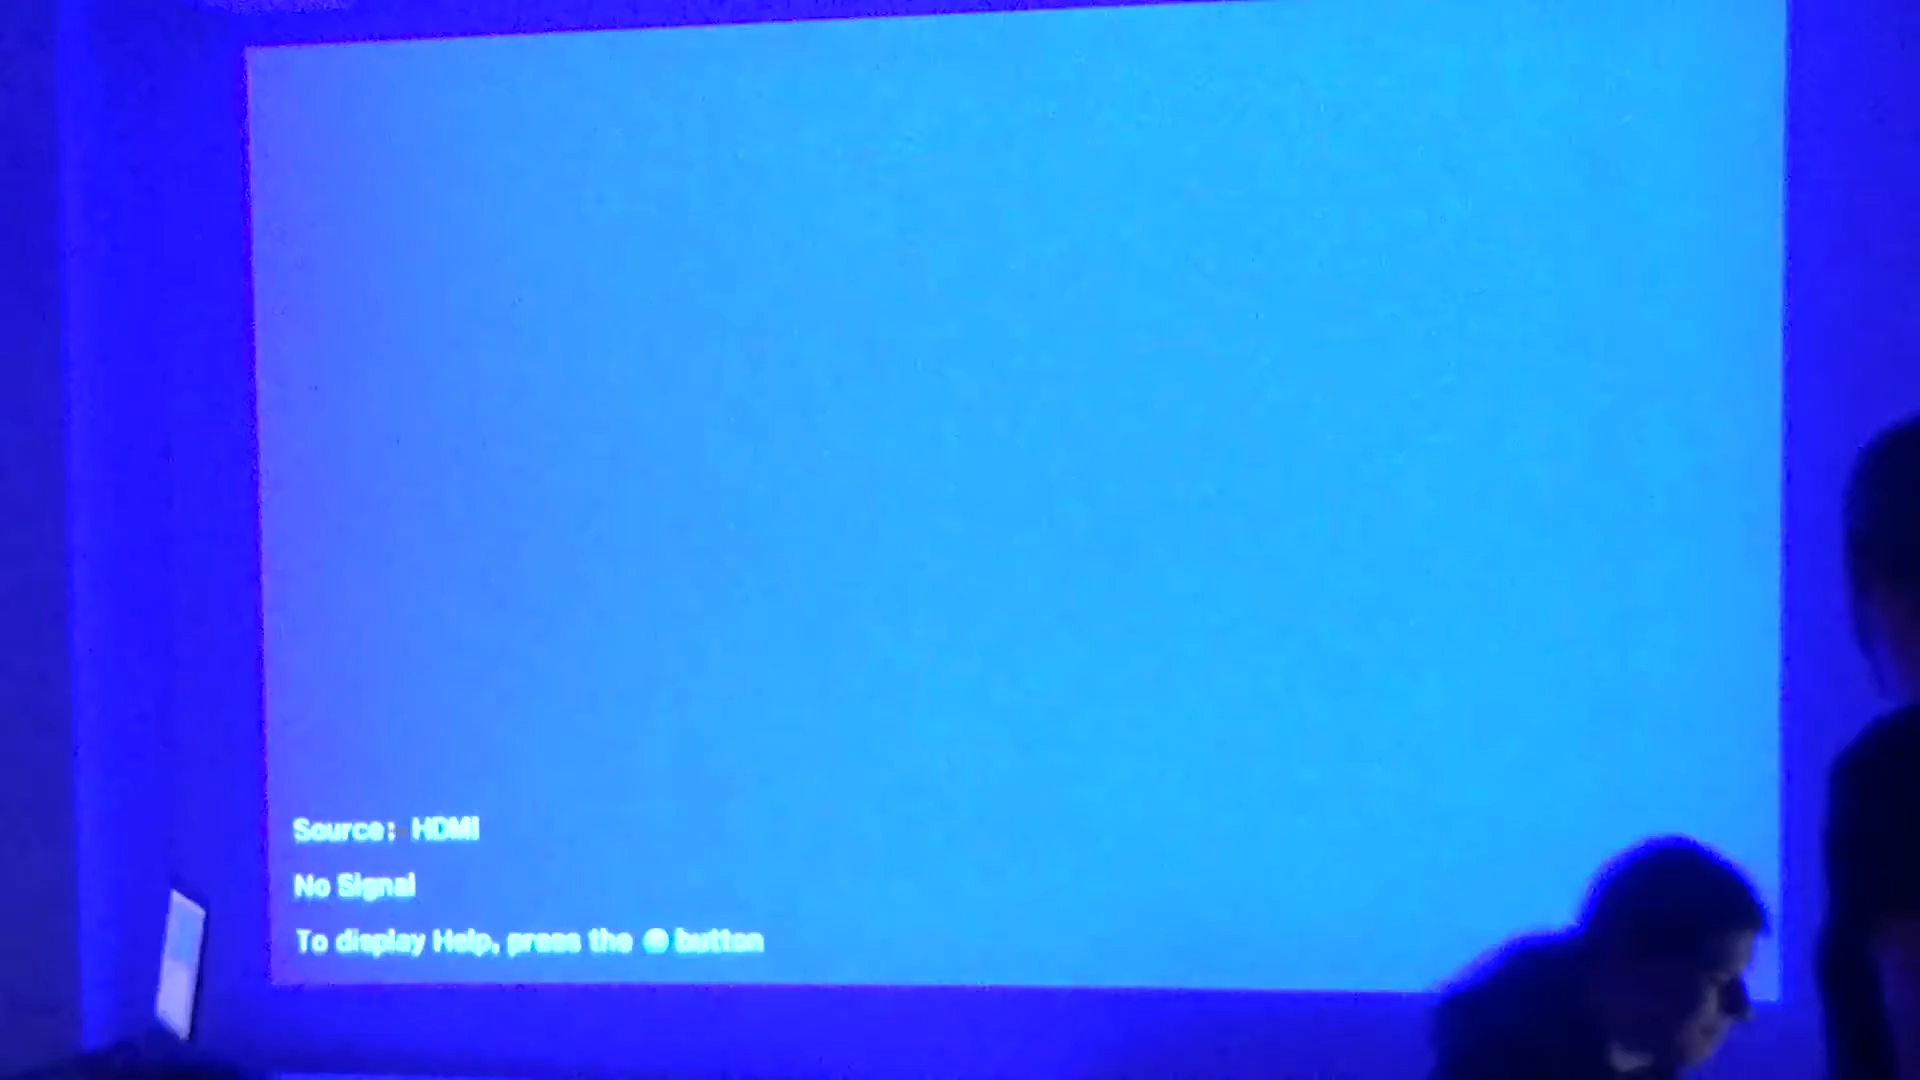 Source: HDMI
No Signal
To display Help, press the button